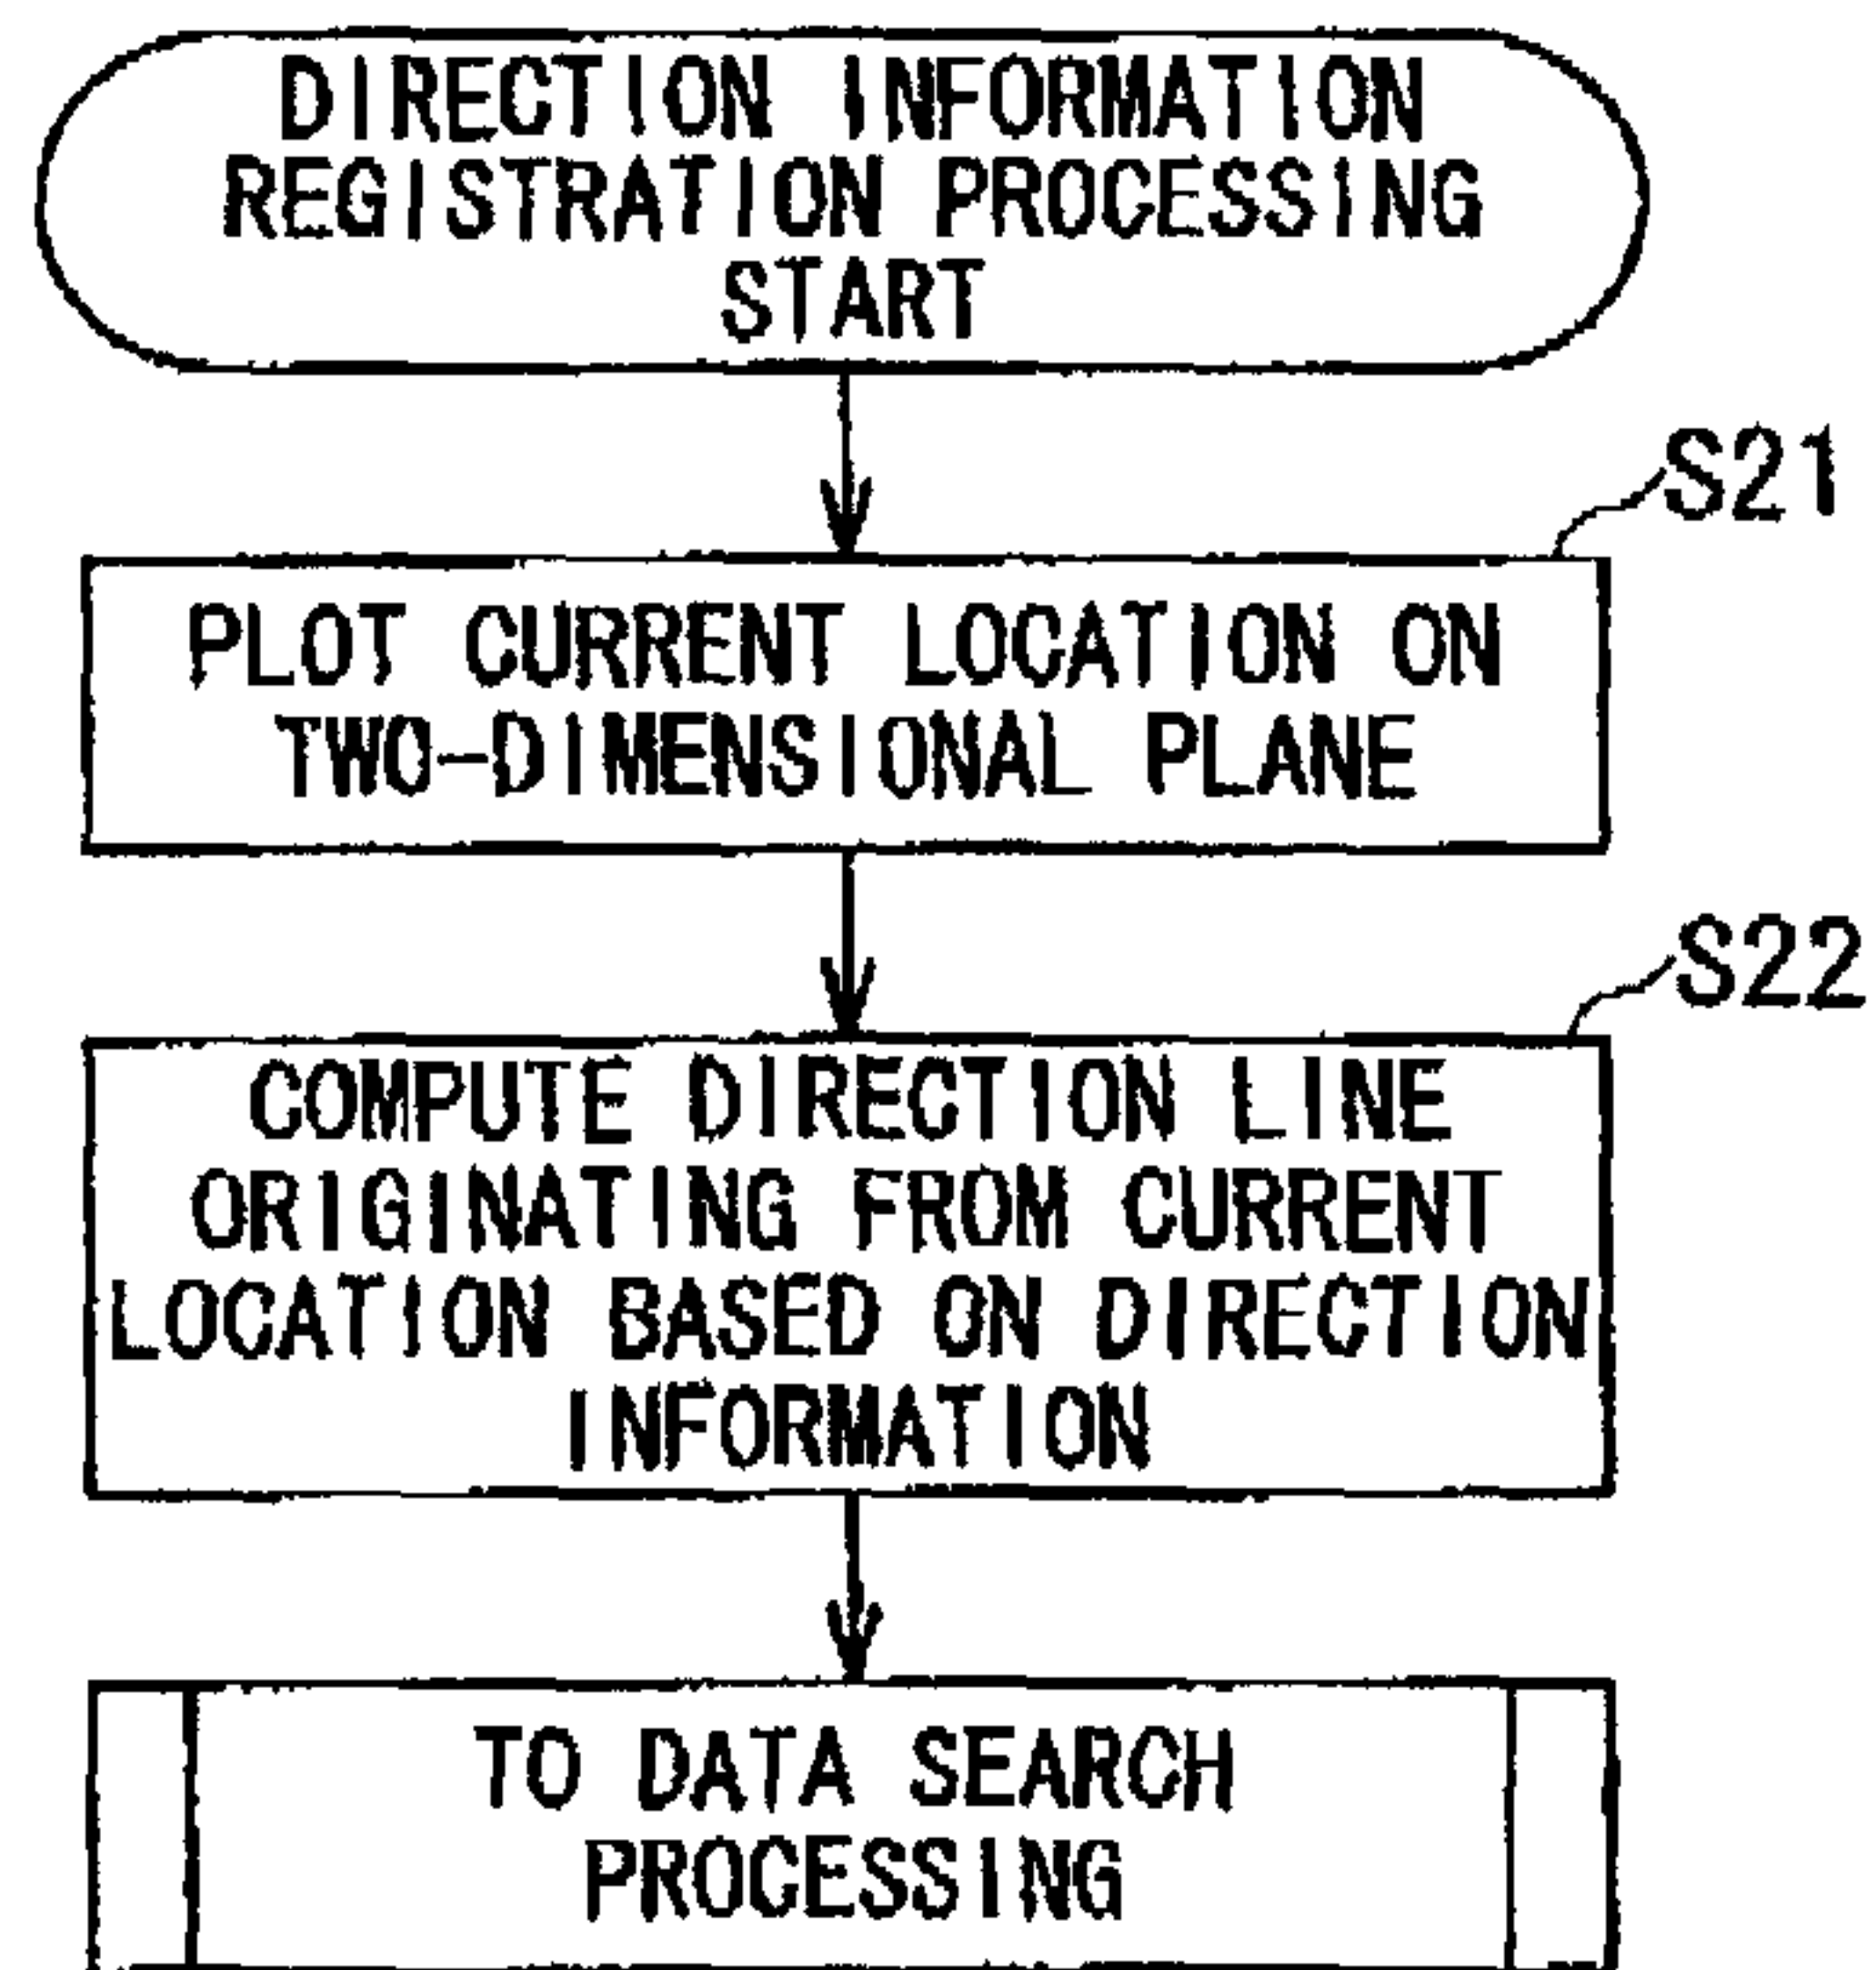 DIRECTION INFORMATION
REGISTRATION PROCESSING
START
S21
PLOT CURRENT LOCATION ON
TWO-DIMENSIONAL PLANE
S22
COMPUTE DIRECTION LINE
ORIGINATING FROM CURRENT
LOCATION BASED ON DIRECTION
INFORMATION
TO DATA SEARCH
PROCESSING